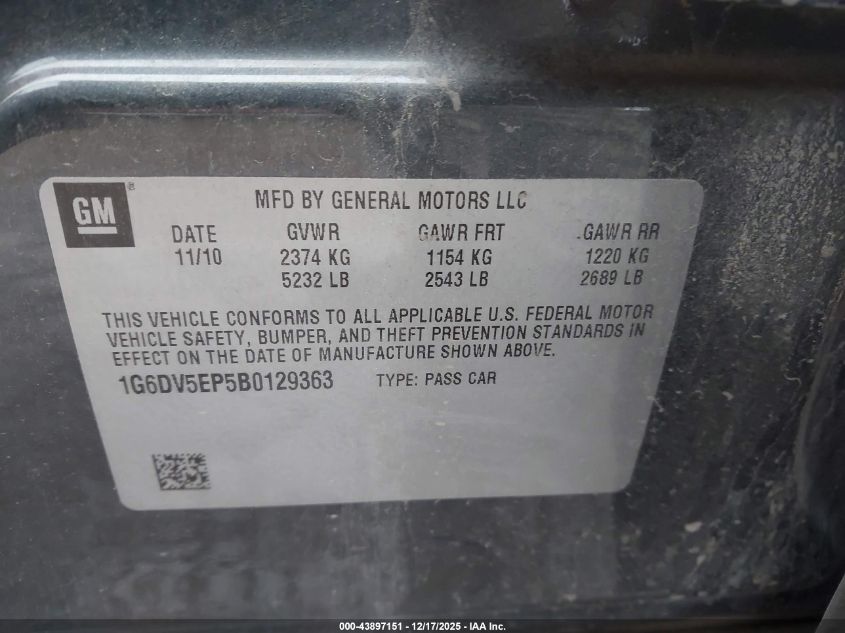 GM®
MFD BY GENERAL MOTORS LLC
DATE GVWR GAWR FRT GAWR RR
11/10 2374 KG 1154 KG 1220 KG
5232 LB 2543 LB 2689 LB
THIS VEHICLE CONFORMS TO ALL APPLICABLE U.S. FEDERAL MOTOR
VEHICLE SAFETY, BUMPER, AND THEFT PREVENTION STANDARDS IN
EFFECT ON THE DATE OF MANUFACTURE SHOWN ABOVE.
1G6DV5EP5B0129363 TYPE: PASS CAR
000-43897151 - 12/17/2025 - IAA Inc.